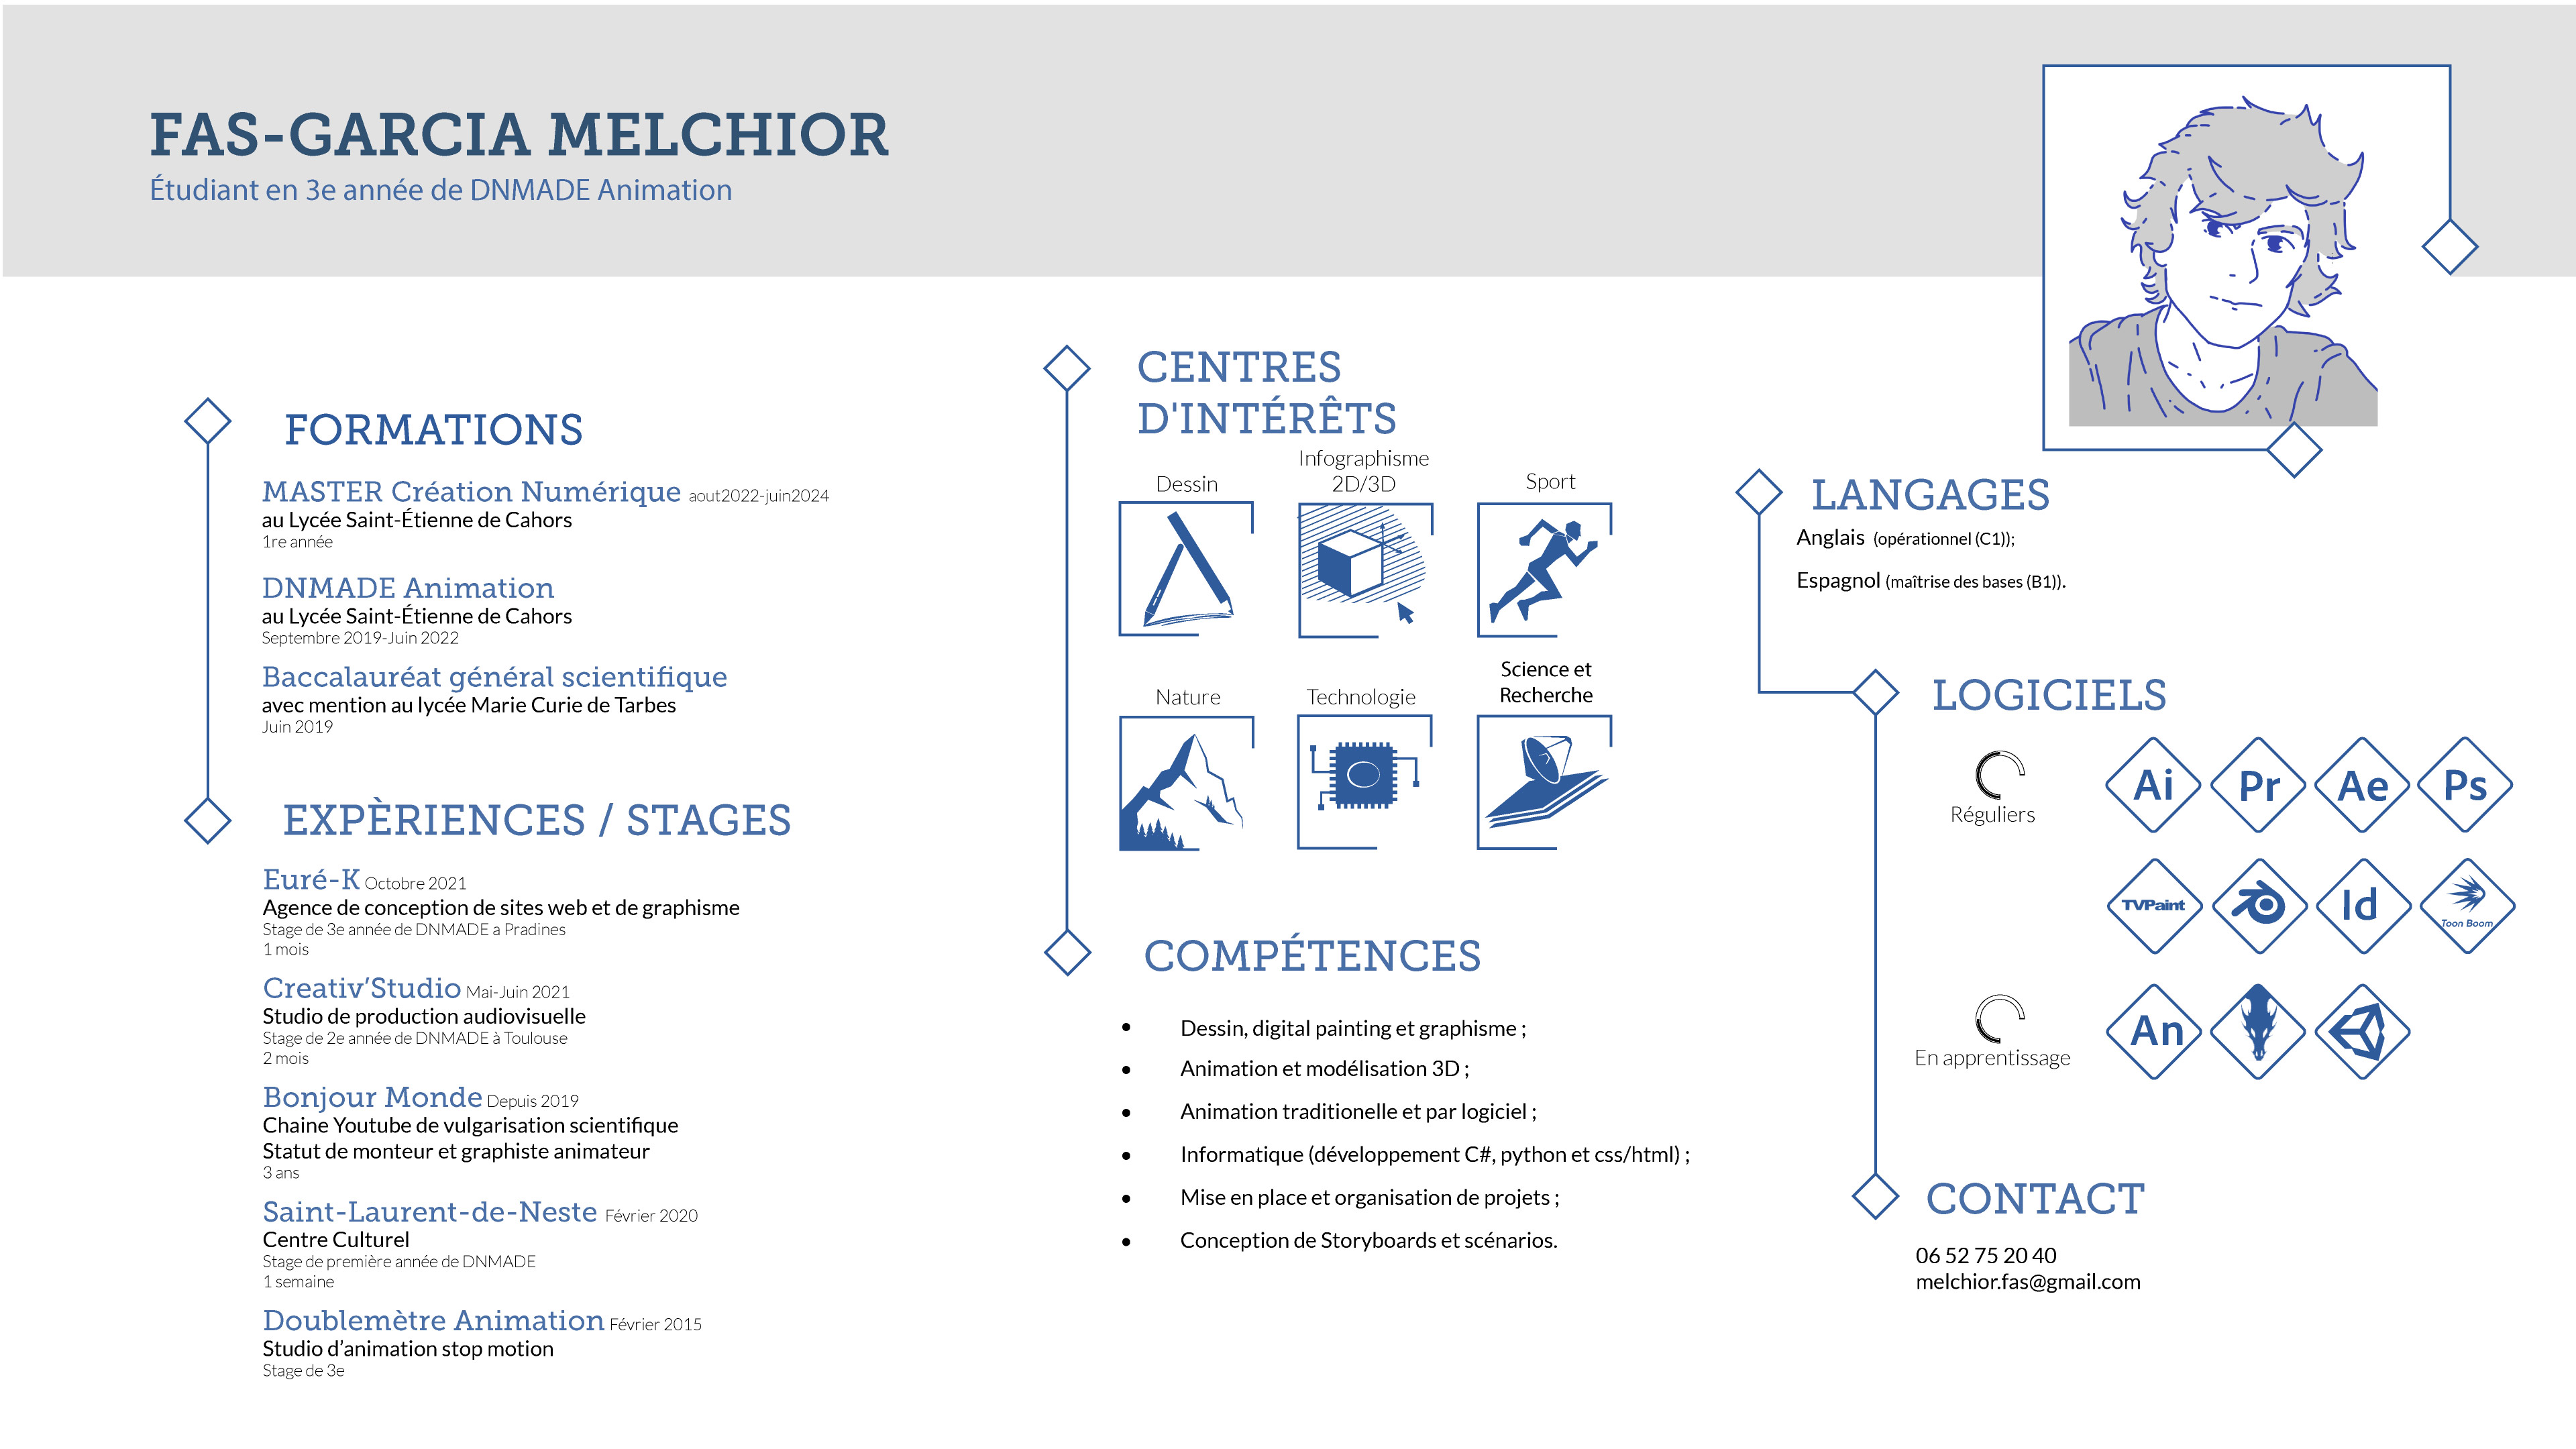 FAS-GARCIA MELCHIOR
Étudiant en 3e année de DNMADE Animation
FORMATIONS
MASTER Création Numérique aout2022-juin2024
au Lycée Saint-Étienne de Cahors
1re année
DNMADE Animation
au Lycée Saint-Étienne de Cahors
Septembre 2019-Juin 2022
Baccalauréat général scientifique
avec mention au lycée Marie Curie de Tarbes
Juin 2019
EXPÈRIENCES / STAGES
Euré-K Octobre 2021
Agence de conception de sites web et de graphisme
Stage de 3e année de DNMADE a Pradines
1 mois
Creativ’Studio Mai-Juin 2021
Studio de production audiovisuelle
Stage de 2e année de DNMADE à Toulouse
2 mois
Bonjour Monde Depuis 2019
Chaine Youtube de vulgarisation scientifique
Statut de monteur et graphiste animateur
3 ans
Saint-Laurent-de-Neste Février 2020
Centre Culturel
Stage de première année de DNMADE
1 semaine
Doublemètre Animation Février 2015
Studio d’animation stop motion
Stage de 3e
CENTRES
D'INTÉRÊTS
Dessin
Infographisme
2D/3D
Sport
Nature
Technologie
Science et
Recherche
COMPÉTENCES
• Dessin, digital painting et graphisme ;
• Animation et modélisation 3D ;
• Animation traditionelle et par logiciel ;
• Informatique (développement C#, python et css/html) ;
• Mise en place et organisation de projets ;
• Conception de Storyboards et scénarios.
LANGAGES
Anglais (opérationnel (C1));
Espagnol (maîtrise des bases (B1)).
LOGICIELS
Réguliers
Ai Pr Ae Ps
TVPaint Id Toon Boom
En apprentissage
An
CONTACT
06 52 75 20 40
melchior.fas@gmail.com